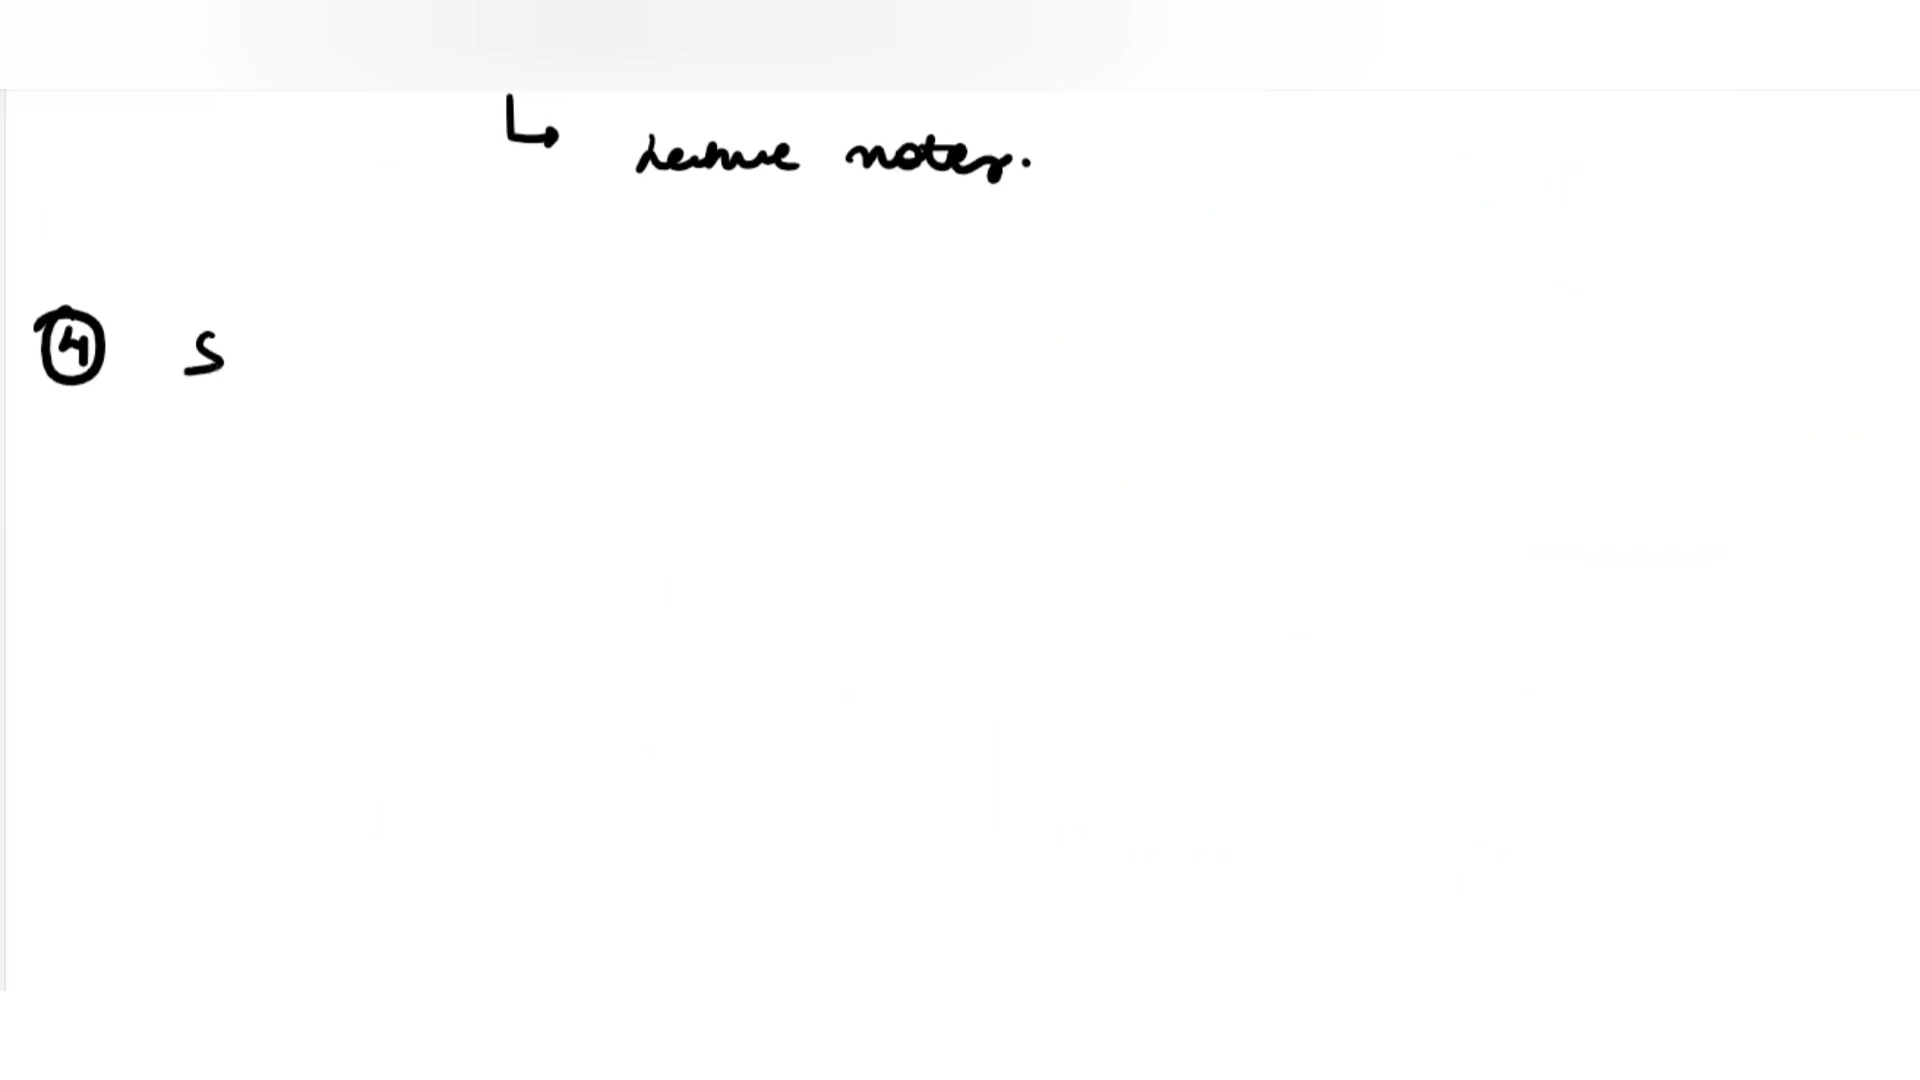 ↳ Lecture notes.
④ S